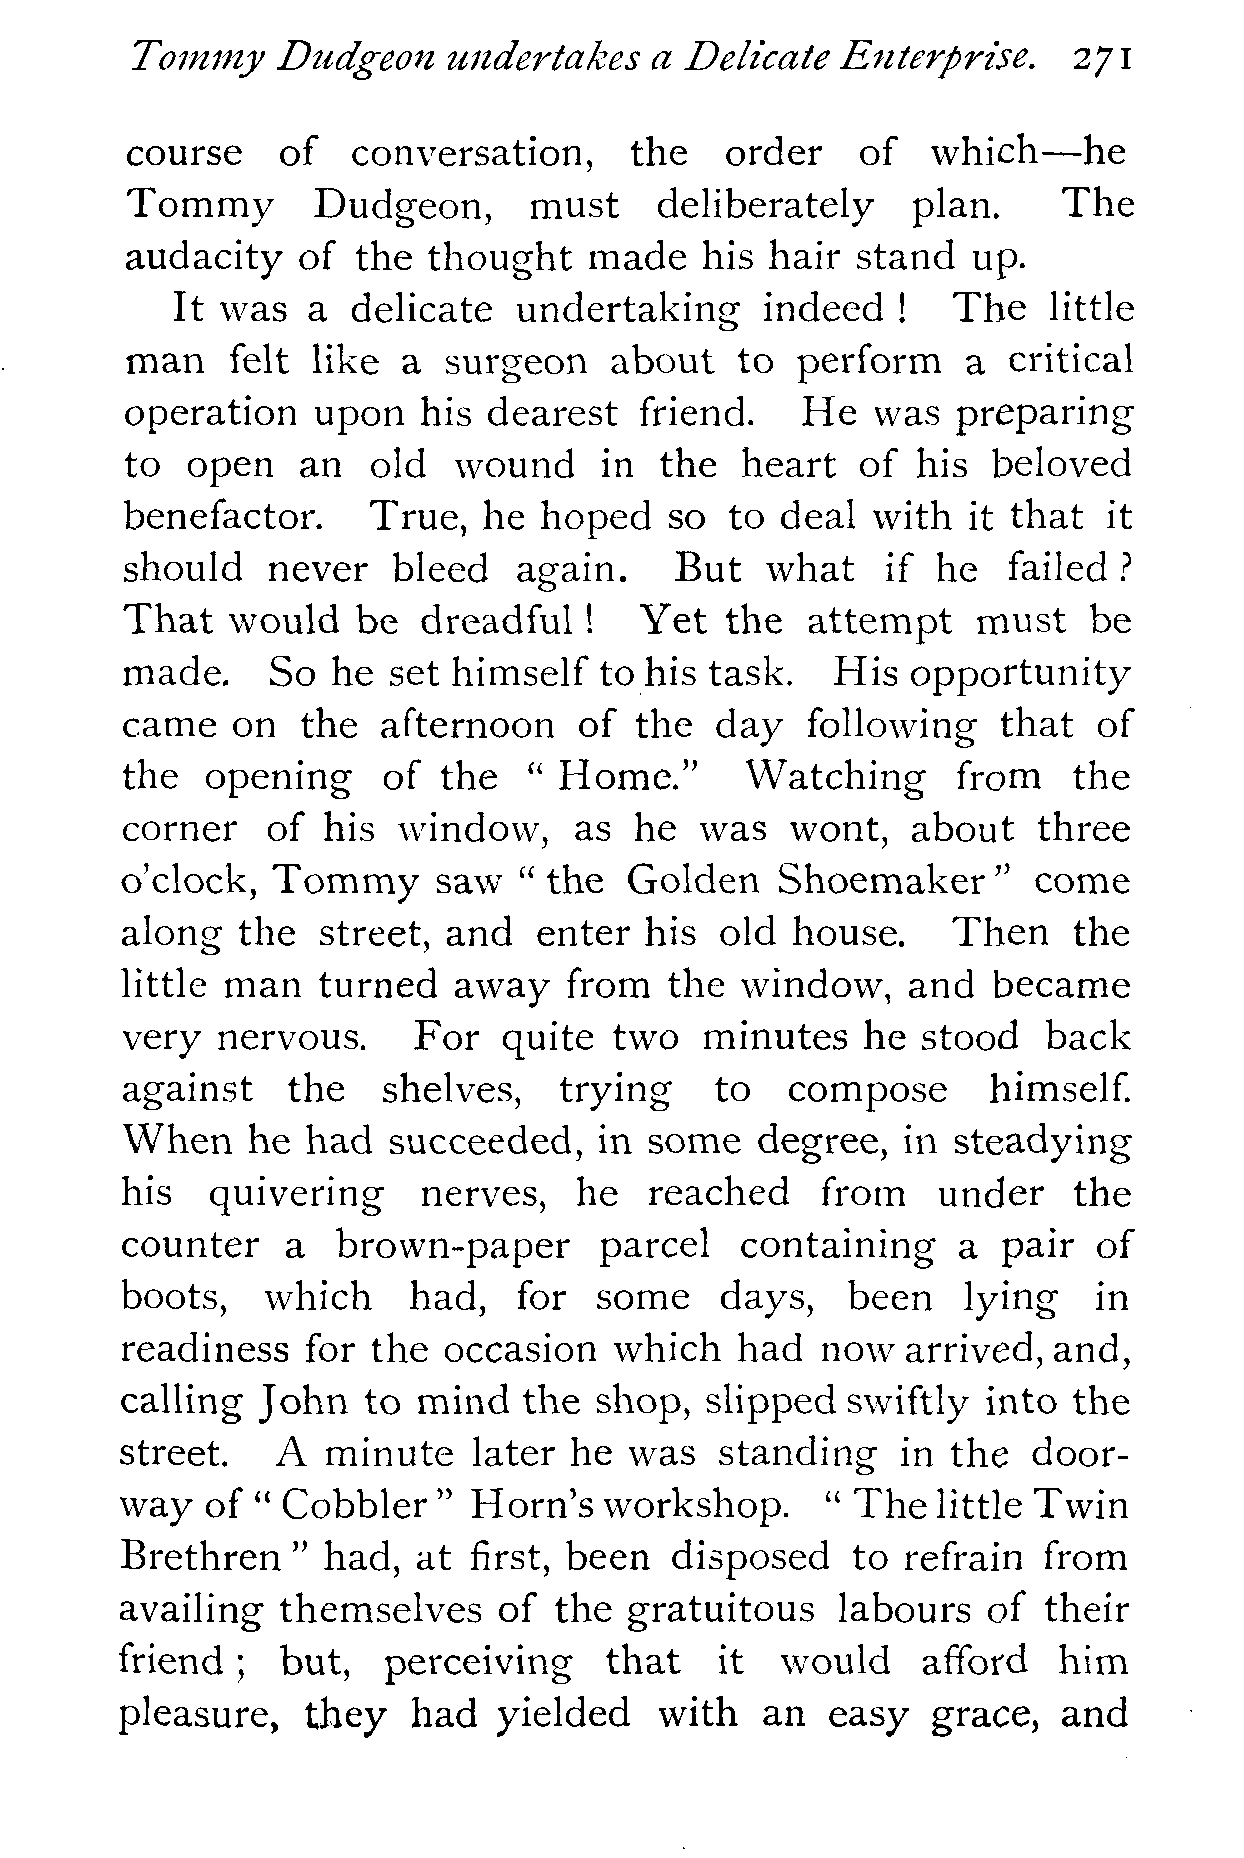 Tommy Dudgeon undertakes a Delicate Enterprise. 271
course of conversation, the order of which—he
Tommy Dudgeon, must deliberately plan. The
audacity of the thought made his hair stand up.
It was a delicate undertaking indeed ! The little
man felt like a surgeon about to perform a critical
operation upon his dearest friend. He was preparing
to open an old wound in the heart of his beloved
benefactor. True, he hoped so to deal with it that it
should never bleed again. But what if he failed ?
That would be dreadful ! Yet the attempt must be
made. So he set himself to his task. His opportunity
came on the afternoon of the day following that of
the opening of the “ Home.” Watching from the
corner of his window, as he was wont, about three
o’clock, Tommy saw “ the Golden Shoemaker ” come
along the street, and enter his old house. Then the
little man turned away from the window, and became
very nervous. For quite two minutes he stood back
against the shelves, trying to compose himself.
When he had succeeded, in some degree, in steadying
his quivering nerves, he reached from under the
counter a brown-paper parcel containing a pair of
boots, which had, for some days, been lying in
readiness for the occasion which had now arrived, and,
calling John to mind the shop, slipped swiftly into the
street. A minute later he was standing in the door-
way of “ Cobbler ” Horn’s workshop. “ The little Twin
Brethren ” had, at first, been disposed to refrain from
availing themselves of the gratuitous labours of their
friend ; but, perceiving that it would afford him
pleasure, they had yielded with an easy grace, and